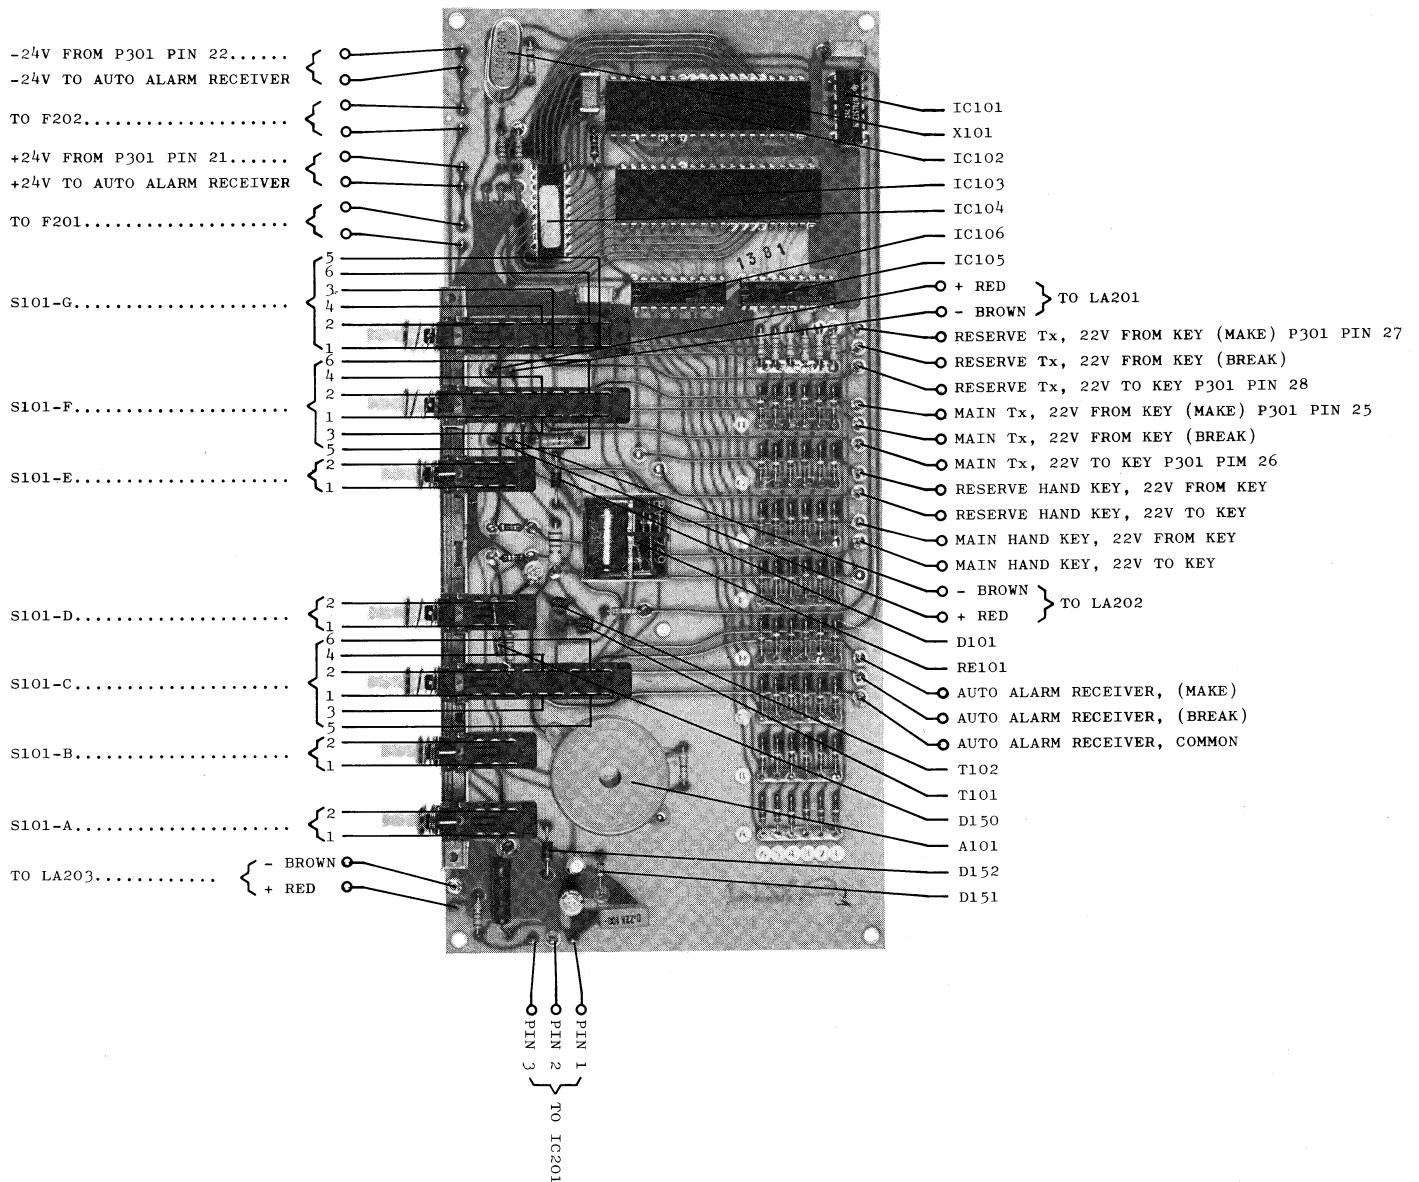 -24V FROM P301 PIN 22......
-24V TO AUTO ALARM RECEIVER
TO F202....................
+24V FROM P301 PIN 21......
+24V TO AUTO ALARM RECEIVER
TO F201....................
S101-G.....................
5
6
3
4
2
1
S101-F.....................
6
4
2
1
3
5
S101-E.....................
2
1
S101-D.....................
2
1
S101-C.....................
6
4
2
1
3
5
S101-B.....................
2
1
S101-A.....................
2
1
TO LA203............
- BROWN
+ RED
1381
IC101
X101
IC102
IC103
IC104
IC106
IC105
+ RED
- BROWN
TO LA201
RESERVE Tx, 22V FROM KEY (MAKE) P301 PIN 27
RESERVE Tx, 22V FROM KEY (BREAK)
RESERVE Tx, 22V TO KEY P301 PIN 28
MAIN Tx, 22V FROM KEY (MAKE) P301 PIN 25
MAIN Tx, 22V FROM KEY (BREAK)
MAIN Tx, 22V TO KEY P301 PIM 26
RESERVE HAND KEY, 22V FROM KEY
RESERVE HAND KEY, 22V TO KEY
MAIN HAND KEY, 22V FROM KEY
MAIN HAND KEY, 22V TO KEY
- BROWN
+ RED
TO LA202
D101
RE101
AUTO ALARM RECEIVER, (MAKE)
AUTO ALARM RECEIVER, (BREAK)
AUTO ALARM RECEIVER, COMMON
T102
T101
D150
A101
D152
D151
PIN 3
PIN 2
PIN 1
TO IC201